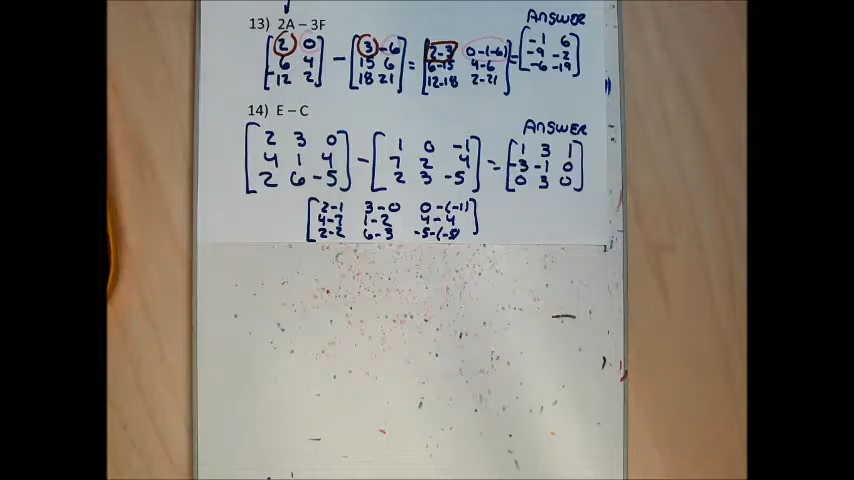 ANSWER
13) 2A – 3F
[2 0] – [3 -6] = [2-3 0-(-6)] = [-1 6]
[6 4] [15 6] [6-15 4-6] [-9 -2]
[12 2] [18 21] [12-18 2-21] [-6 -19]
14) E – C
ANSWER
[2 3 0] – [1 0 -1] = [1 3 1]
[4 1 4] [7 2 4] [-3 -1 0]
[2 6 -5] [2 3 -5] [0 3 0]
[2-1 3-0 0-(-1)]
[4-7 1-2 4-4]
[2-2 6-3 -5-(-5)]